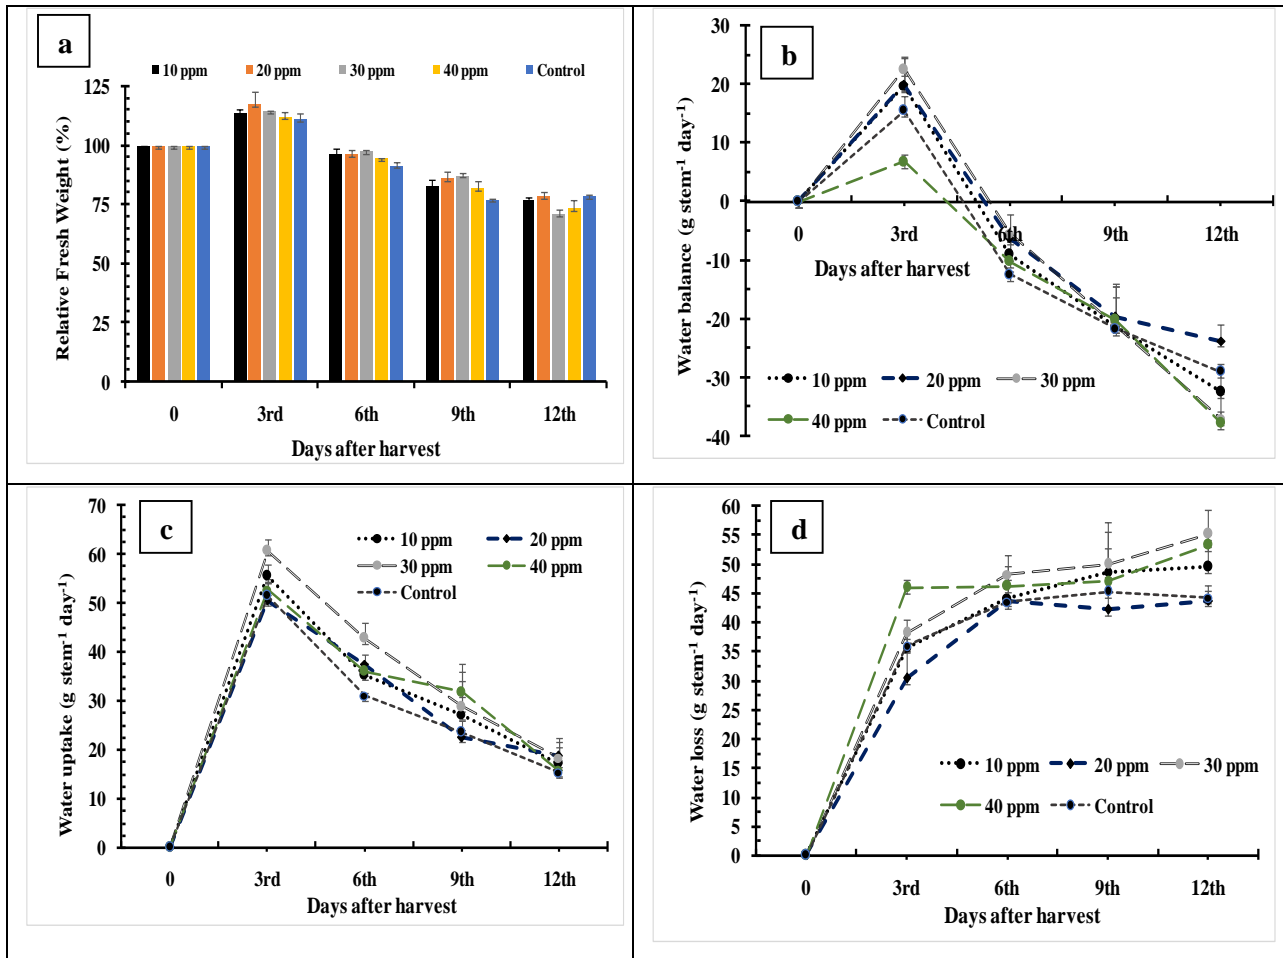 a
10 ppm 20 ppm 30 ppm 40 ppm Control
Relative Fresh Weight (%)
125
100
75
50
25
0
0 3rd 6th 9th 12th
Days after harvest
b
Water balance (g stem⁻¹ day⁻¹)
30
20
10
0
-10
-20
-30
-40
0 3rd 6th 9th 12th
Days after harvest
10 ppm 20 ppm 30 ppm
40 ppm Control
c
Water uptake (g stem⁻¹ day⁻¹)
70
60
50
40
30
20
10
0
10 ppm 20 ppm
30 ppm 40 ppm
Control
0 3rd 6th 9th 12th
Days after harvest
d
Water loss (g stem⁻¹ day⁻¹)
60
55
50
45
40
35
30
25
20
15
10
5
0
10 ppm 20 ppm 30 ppm
40 ppm Control
0 3rd 6th 9th 12th
Days after harvest